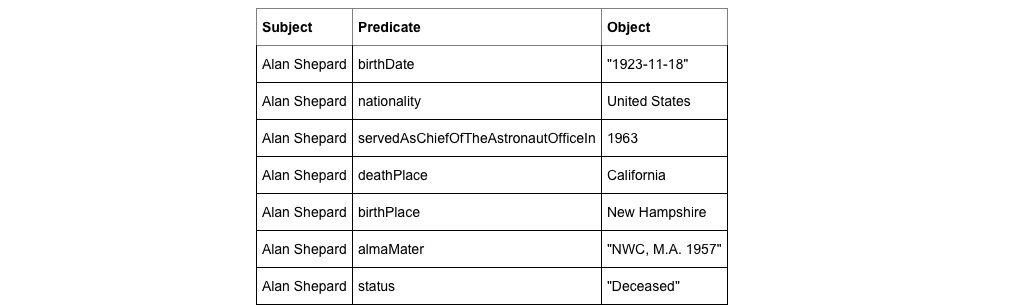 Subject Predicate Object
Alan Shepard birthDate "1923-11-18"
Alan Shepard nationality United States
Alan Shepard servedAsChiefOfTheAstronautOfficeIn 1963
Alan Shepard deathPlace California
Alan Shepard birthPlace New Hampshire
Alan Shepard almaMater "NWC, M.A. 1957"
Alan Shepard status "Deceased"